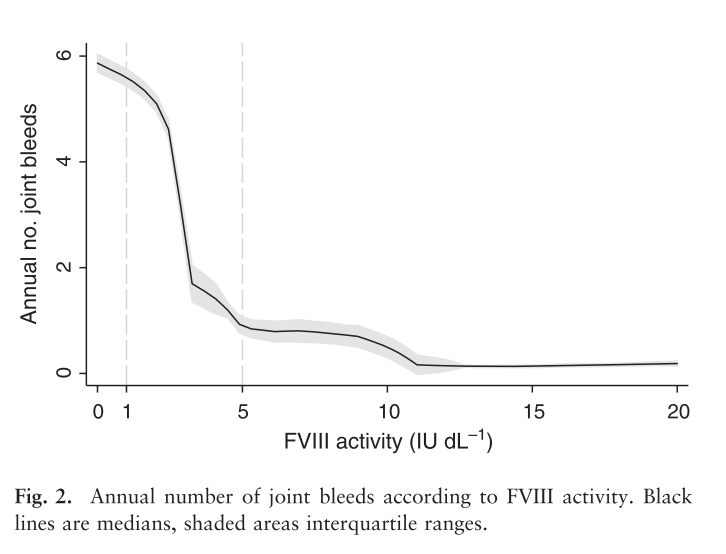 6
4
2
0
Annual no. joint bleeds
0 1 5 10 15 20
FVIII activity (IU dL−1)
Fig. 2. Annual number of joint bleeds according to FVIII activity. Black
lines are medians, shaded areas interquartile ranges.